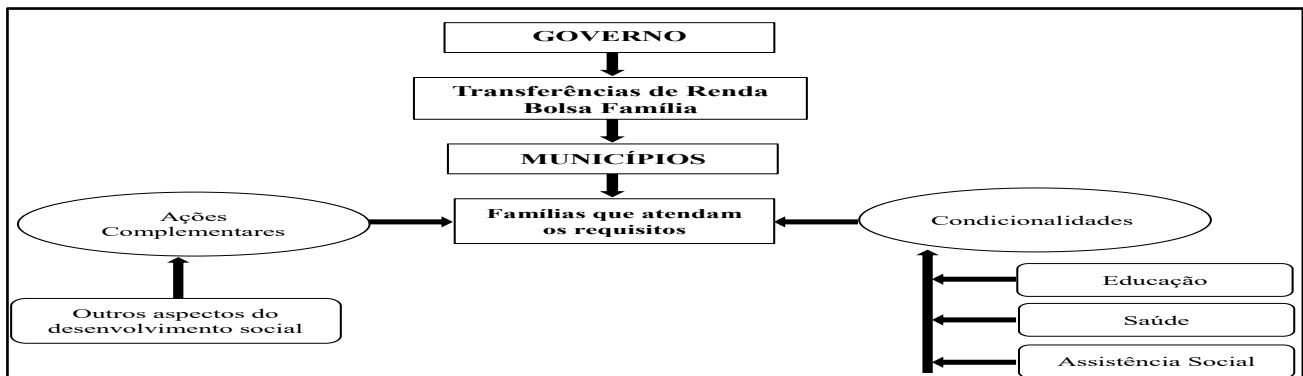 GOVERNO
Transferências de Renda
Bolsa Família
MUNICÍPIOS
Ações
Complementares
Famílias que atendam
os requisitos
Condicionalidades
Educação
Outros aspectos do
desenvolvimento social
Saúde
Assistência Social